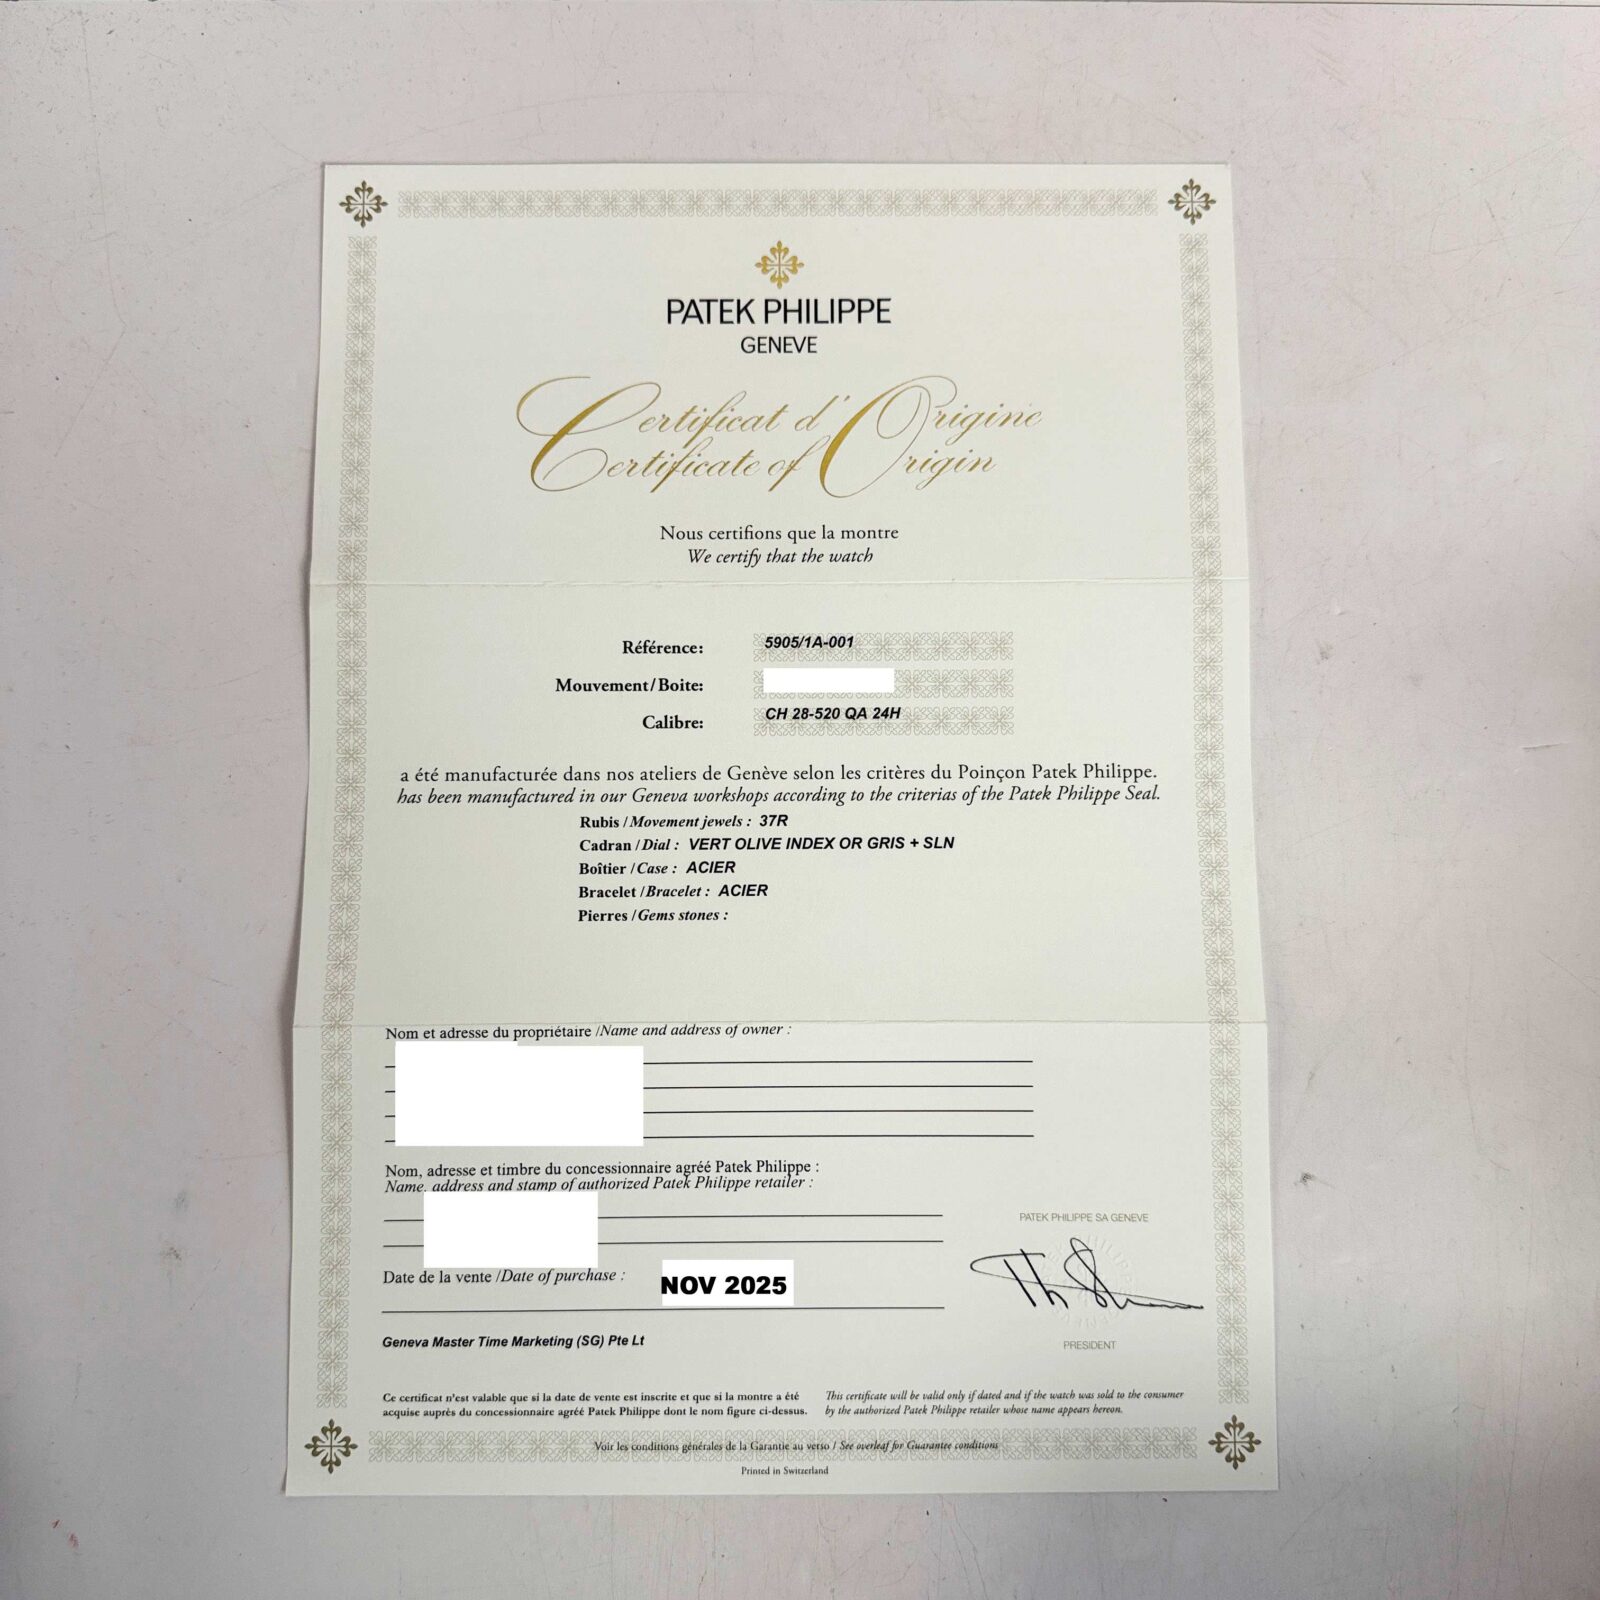 PATEK PHILIPPE
GENEVE
Certificat d'Origine
Certificate of Origin
Nous certifions que la montre
We certify that the watch
Référence: 5905/1A-001
Mouvement/Boite:
Calibre: CH 28-520 QA 24H
a été manufacturée dans nos ateliers de Genève selon les critères du Poinçon Patek Philippe.
has been manufactured in our Geneva workshops according to the criterias of the Patek Philippe Seal.
Rubis / Movement jewels : 37R
Cadran / Dial : VERT OLIVE INDEX OR GRIS + SLN
Boîtier / Case : ACIER
Bracelet / Bracelet : ACIER
Pierres / Gems stones :
Nom et adresse du propriétaire /Name and address of owner :
Nom, adresse et timbre du concessionnaire agréé Patek Philippe :
Name, address and stamp of authorized Patek Philippe retailer :
PATEK PHILIPPE SA GENEVE
Date de la vente /Date of purchase : NOV 2025
PRESIDENT
Geneva Master Time Marketing (SG) Pte Lt
Ce certificat n'est valable que si la date de vente est inscrite et que si la montre a été
acquise auprès du concessionnaire agréé Patek Philippe dont le nom figure ci-dessus.
This certificate will be valid only if dated and if the watch was sold to the consumer
by the authorized Patek Philippe retailer whose name appears hereon.
Voir les conditions générales de la Garantie au verso / See overleaf for Guarantee conditions
Printed in Switzerland